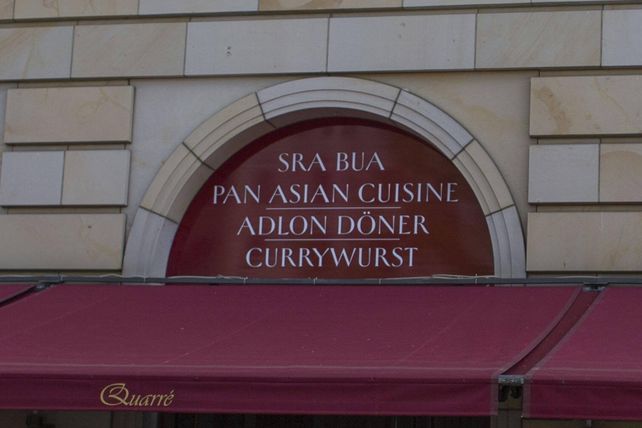 SRA BUA
PAN ASIAN CUISINE
ADLON DÖNER
CURRYWURST
Quarré